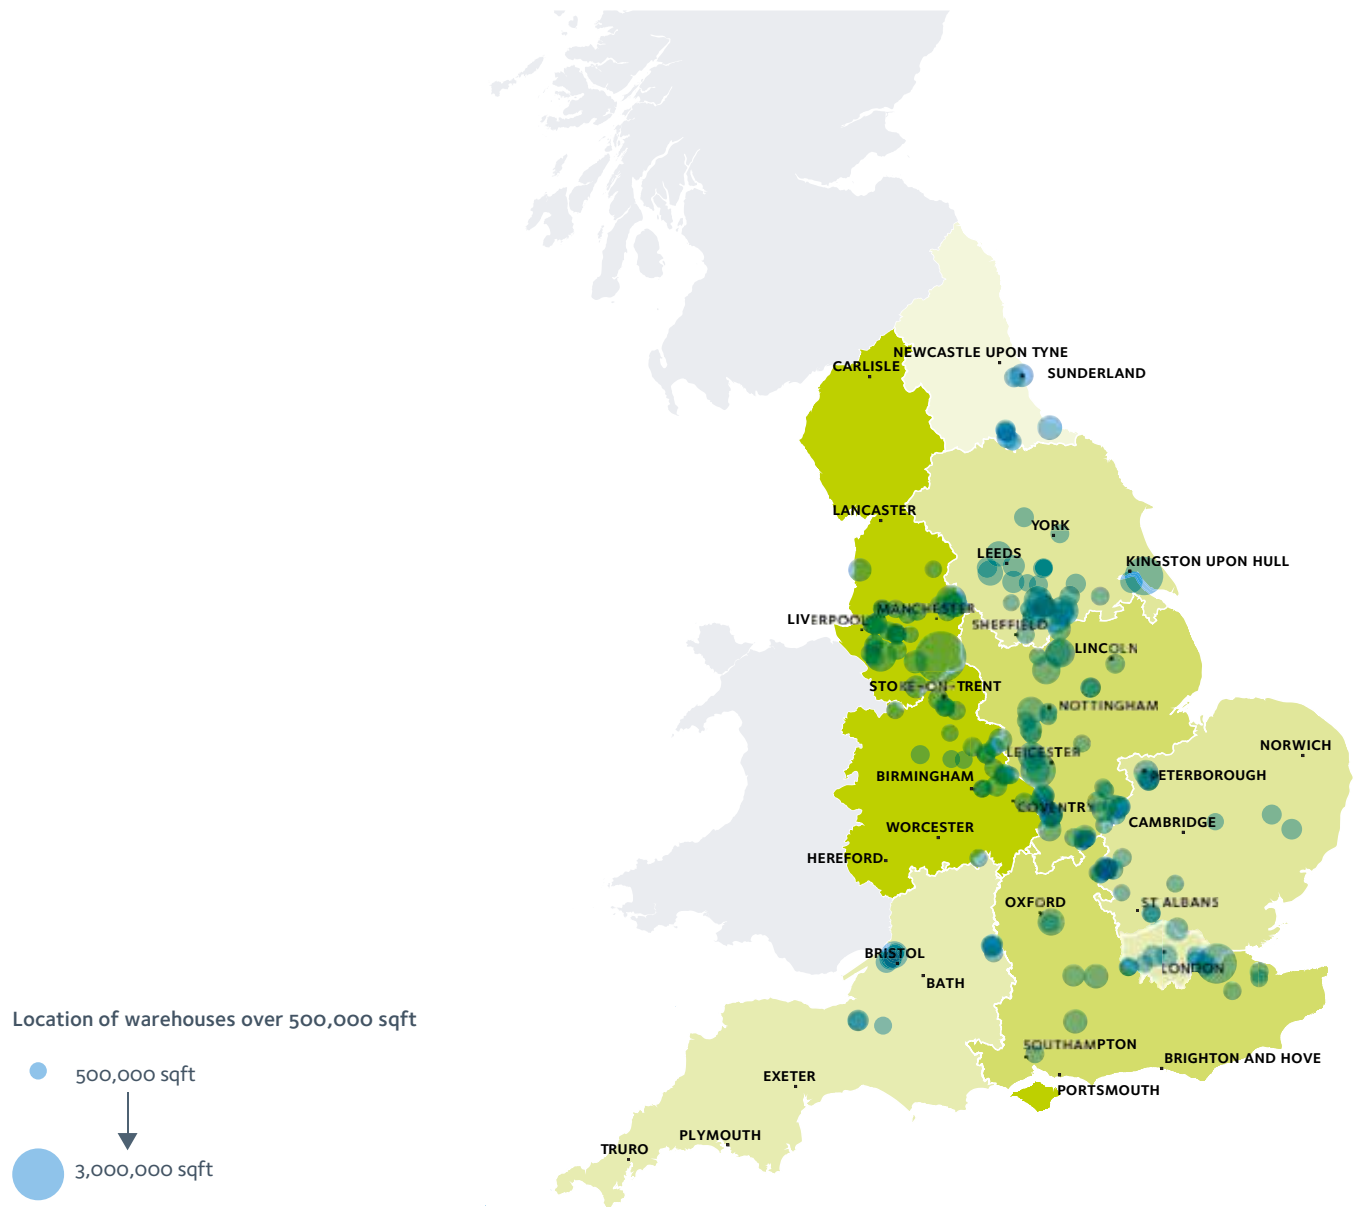 NEWCASTLE UPON TYNE
CARLISLE
SUNDERLAND
LANCASTER
YORK
LEEDS
KINGSTON UPON HULL
MANCHESTER
LIVERPOOL
SHEFFIELD
LINCOLN
STOKE-ON-TRENT
NOTTINGHAM
NORWICH
LEICESTER
BIRMINGHAM
ETERBOROUGH
COVENTRY
CAMBRIDGE
WORCESTER
HEREFORD
OXFORD
ST ALBANS
BRISTOL
LONDON
BATH
Location of warehouses over 500,000 sqft
SOUTHAMPTON
BRIGHTON AND HOVE
500,000 sqft
EXETER
PORTSMOUTH
PLYMOUTH
TRURO
3,000,000 sqft